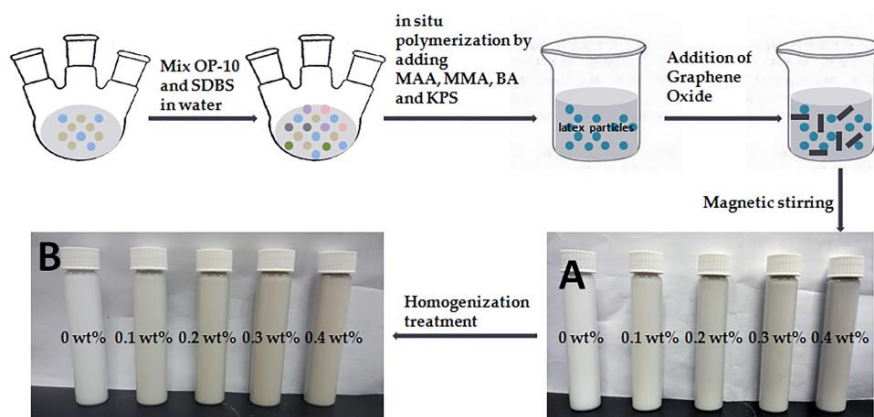 Mix OP-10
and SDBS
in water
in situ
polymerization by
adding
MAA, MMA, BA
and KPS
latex particles
Addition of
Graphene
Oxide
Magnetic stirring
A
0 wt% 0.1 wt% 0.2 wt% 0.3 wt% 0.4 wt%
Homogenization
treatment
B
0 wt% 0.1 wt% 0.2 wt% 0.3 wt% 0.4 wt%